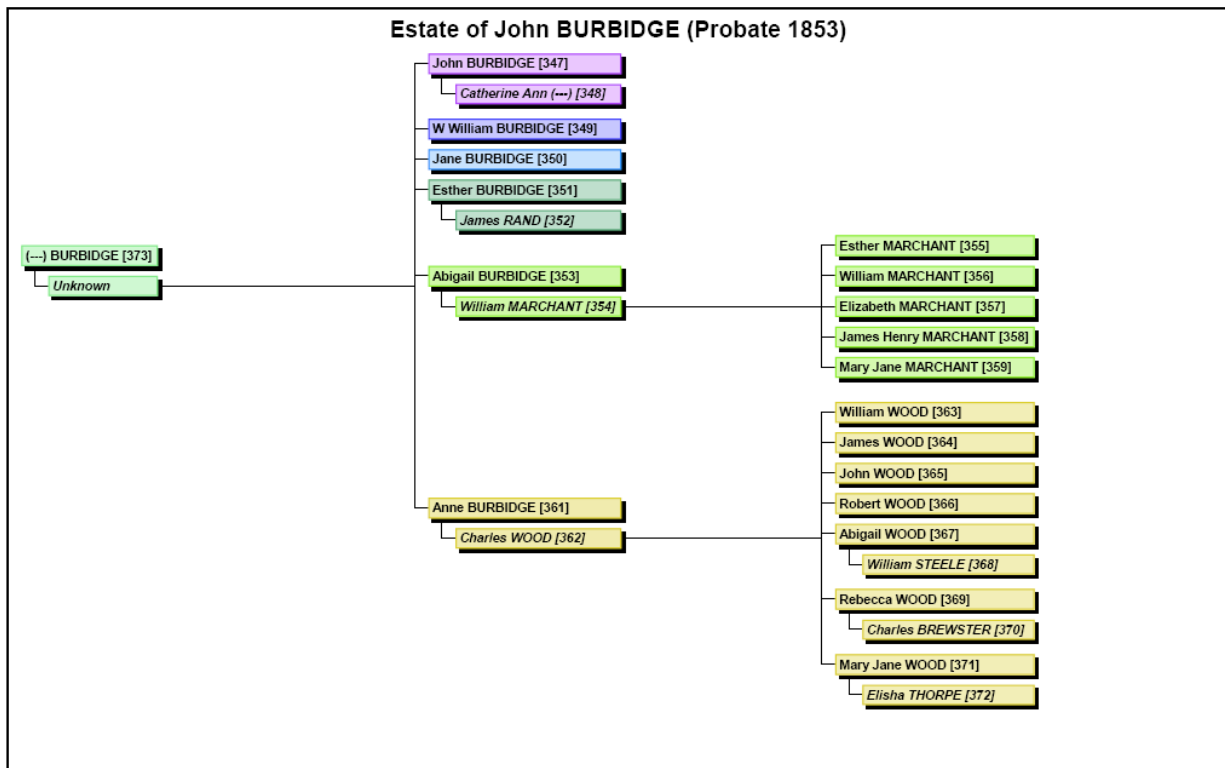 Estate of John BURBIDGE (Probate 1853)
John BURBIDGE [347]
Catherine Ann (---) [348]
W William BURBIDGE [349]
Jane BURBIDGE [350]
Esther BURBIDGE [351]
James RAND [352]
(---) BURBIDGE [373]
Unknown
Abigail BURBIDGE [353]
William MARCHANT [354]
Esther MARCHANT [355]
William MARCHANT [356]
Elizabeth MARCHANT [357]
James Henry MARCHANT [358]
Mary Jane MARCHANT [359]
Anne BURBIDGE [361]
Charles WOOD [362]
William WOOD [363]
James WOOD [364]
John WOOD [365]
Robert WOOD [366]
Abigail WOOD [367]
William STEELE [368]
Rebecca WOOD [369]
Charles BREWSTER [370]
Mary Jane WOOD [371]
Elisha THORPE [372]